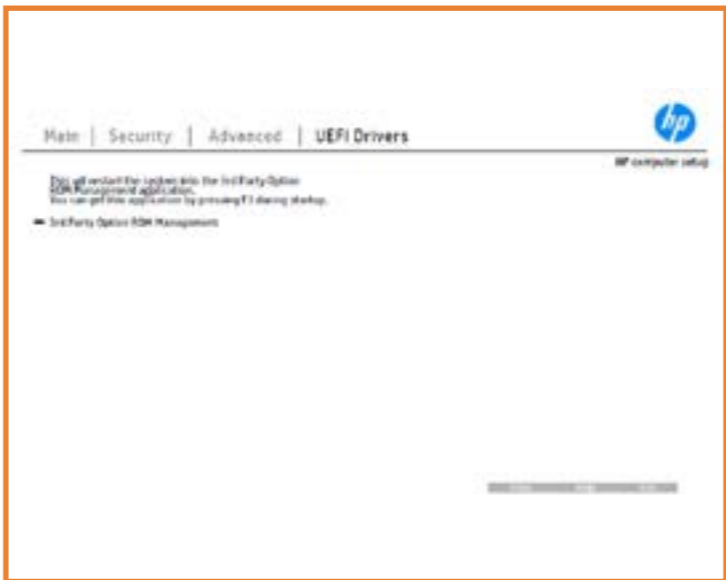 hp
Main | Security | Advanced | UEFI Drivers
HP computer setup
This will restart the system into the 3rd Party Option
ROM Management application.
You can get this application by pressing F3 during startup.
3rd Party Option ROM Management